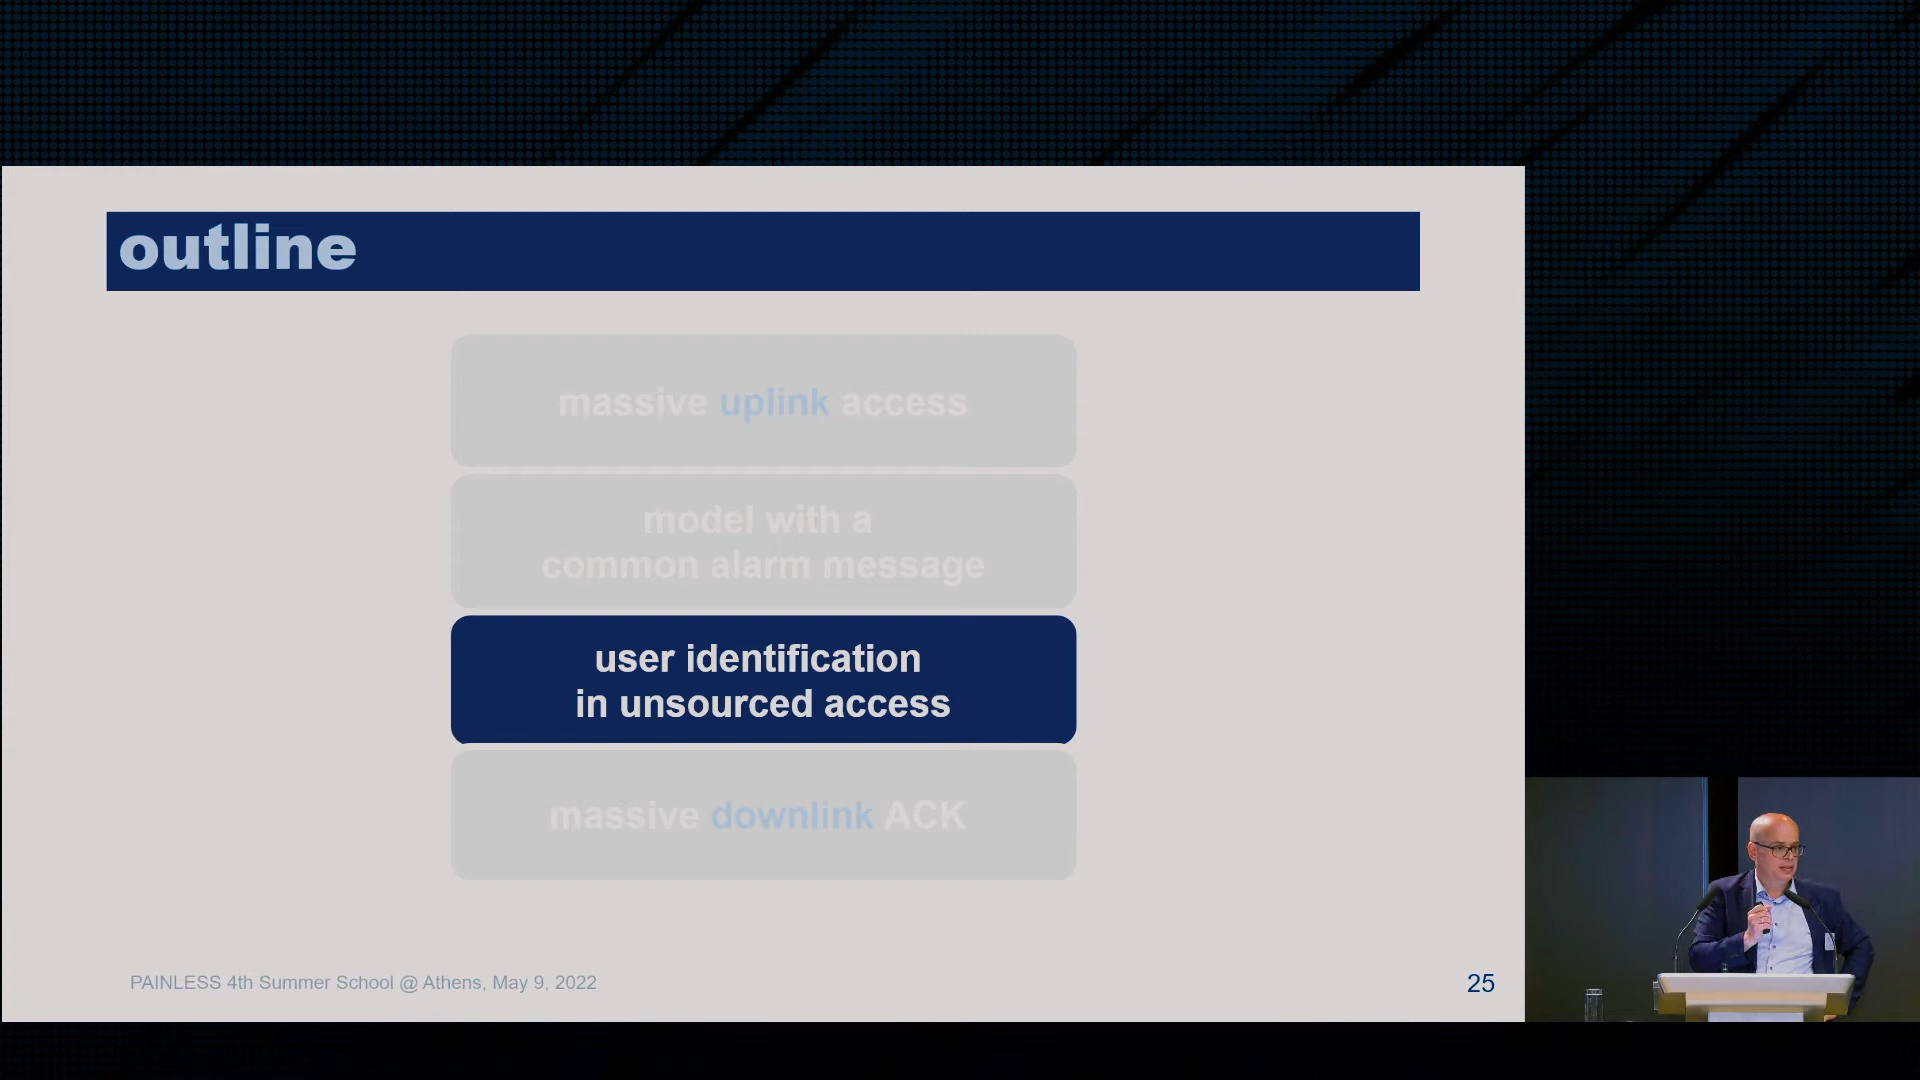 outline
massive uplink access
model with a
common alarm message
user identification
in unsourced access
massive downlink ACK
PAINLESS 4th Summer School @ Athens, May 9, 2022
25